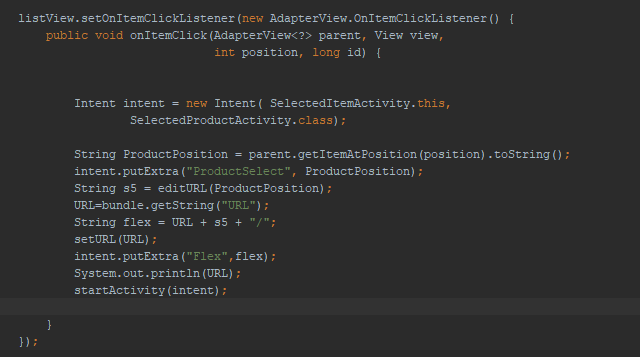 listView.setOnItemClickListener(new AdapterView.OnItemClickListener() {
public void onItemClick(AdapterView<?> parent, View view,
int position, long id) {
Intent intent = new Intent( SelectedItemActivity.this,
SelectedProductActivity.class);
String ProductPosition = parent.getItemAtPosition(position).toString();
intent.putExtra("ProductSelect", ProductPosition);
String s5 = editURL(ProductPosition);
URL=bundle.getString("URL");
String flex = URL + s5 + "/";
setURL(URL);
intent.putExtra("Flex",flex);
System.out.println(URL);
startActivity(intent);
}
});